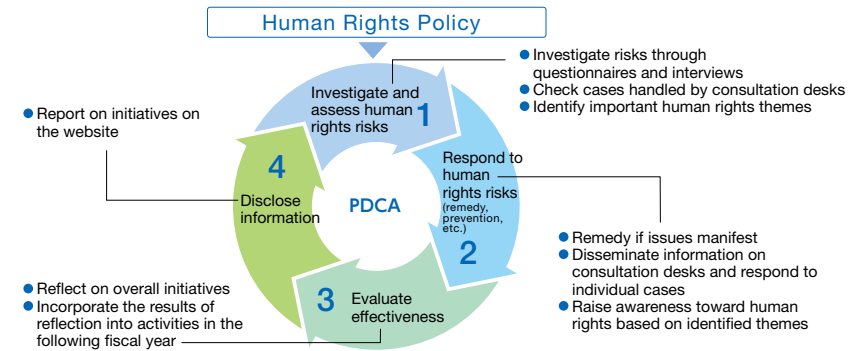 Human Rights Policy
Investigate and
assess human
rights risks
1
● Investigate risks through
questionnaires and interviews
● Check cases handled by consultation desks
● Identify important human rights themes
Respond to
human
rights risks
(remedy,
prevention,
etc.)
2
● Remedy if issues manifest
● Disseminate information on
consultation desks and respond to
individual cases
● Raise awareness toward human
rights based on identified themes
3
Evaluate
effectiveness
● Reflect on overall initiatives
● Incorporate the results of
reflection into activities in the
following fiscal year
4
Disclose
information
● Report on initiatives on
the website
PDCA